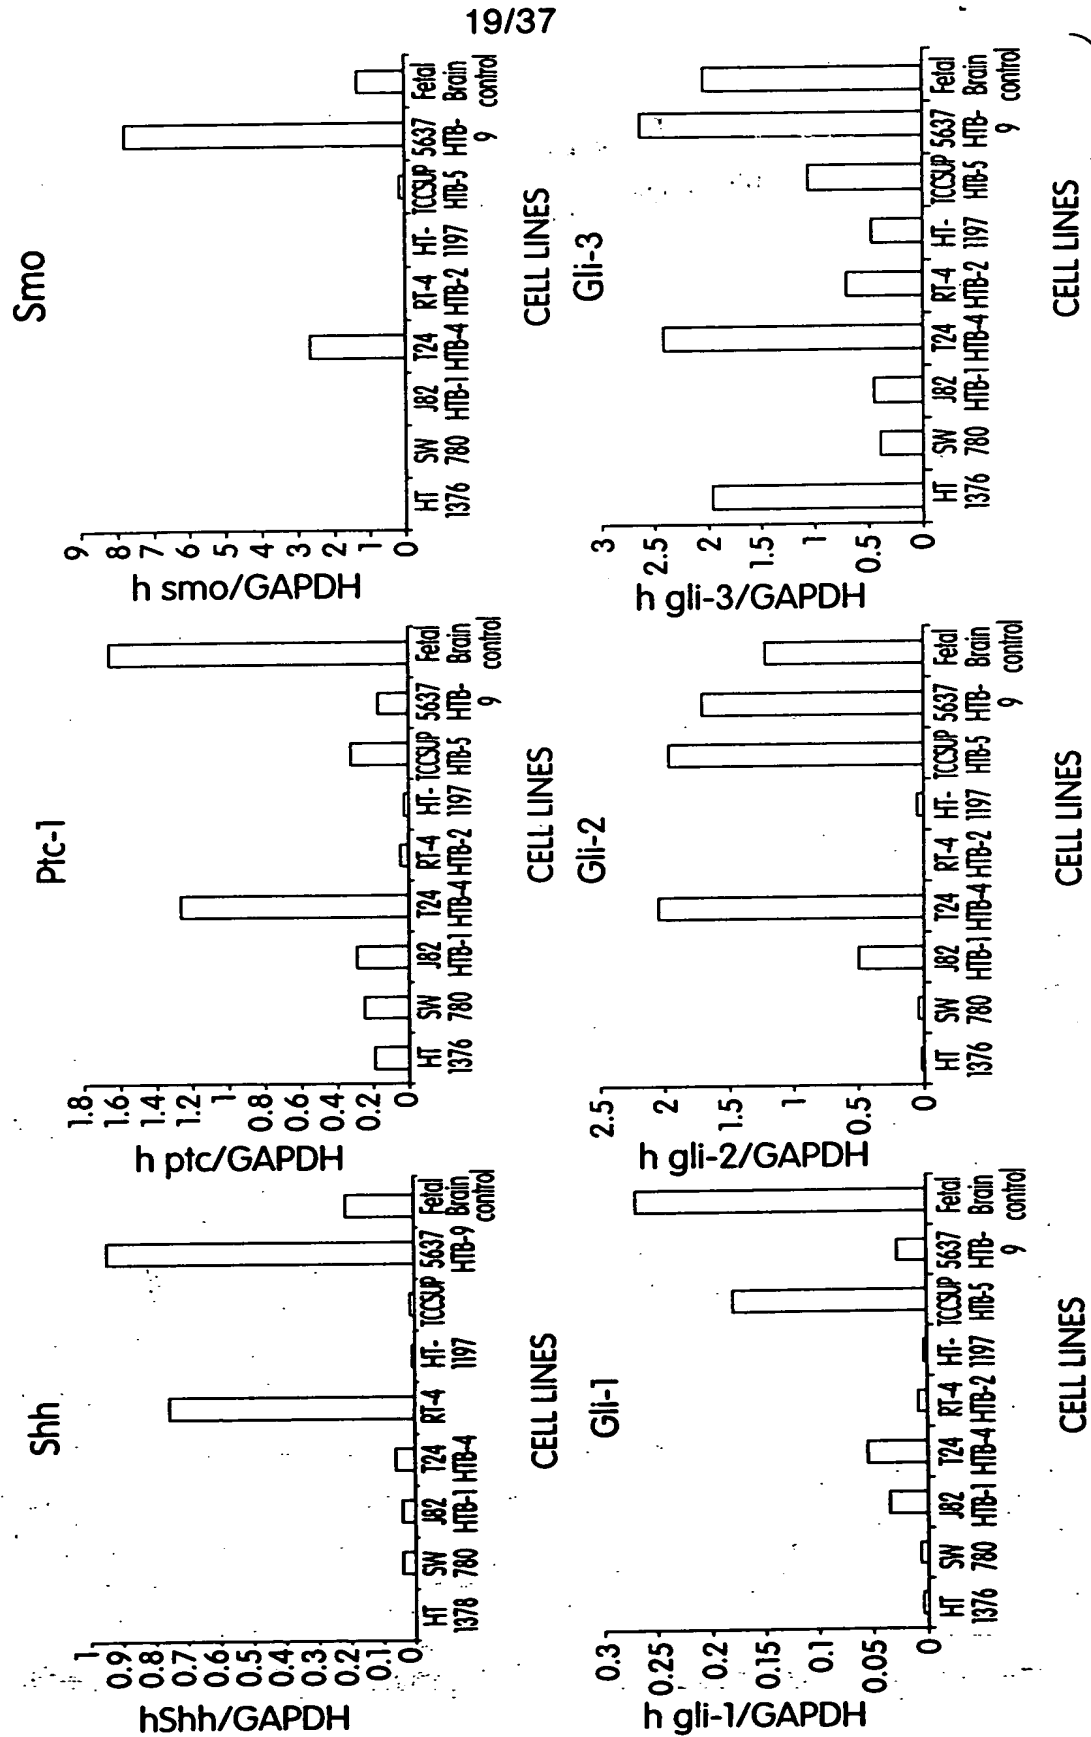 19/37
Shh
hShh/GAPDH
1
0.9
0.8
0.7
0.6
0.5
0.4
0.3
0.2
0.1
0
HT SW J82 T24 RT-4 HT- TCCSUP 5637 Fetal
1378 780 HTB-1 HTB-4 1197 HTB-9 Brain
control
CELL LINES
Ptc-1
h ptc/GAPDH
1.8
1.6
1.4
1.2
1
0.8
0.6
0.4
0.2
0
HT SW J82 T24 RT-4 HT- TCCSUP 5637 Fetal
1376 780 HTB-1 HTB-4 HTB-2 1197 HTB-5 HTB- Brain
9 control
CELL LINES
Smo
h smo/GAPDH
9
8
7
6
5
4
3
2
1
0
HT SW J82 T24 RT-4 HT- TCCSUP 5637 Fetal
1376 780 HTB-1 HTB-4 HTB-2 1197 HTB-5 HTB- Brain
9 control
CELL LINES
Gli-1
h gli-1/GAPDH
0.3
0.25
0.2
0.15
0.1
0.05
0
HT SW J82 T24 RT-4 HT- TCCSUP 5637 Fetal
1376 780 HTB-1 HTB-4 HTB-2 1197 HTB-5 HTB- Brain
9 control
CELL LINES
Gli-2
h gli-2/GAPDH
2.5
2
1.5
1
0.5
0
HT SW J82 T24 RT-4 HT- TCCSUP 5637 Fetal
1376 780 HTB-1 HTB-4 HTB-2 1197 HTB-5 HTB- Brain
9 control
CELL LINES
Gli-3
h gli-3/GAPDH
3
2.5
2
1.5
1
0.5
0
HT SW J82 T24 RT-4 HT- TCCSUP 5637 Fetal
1376 780 HTB-1 HTB-4 HTB-2 1197 HTB-5 HTB- Brain
9 control
CELL LINES